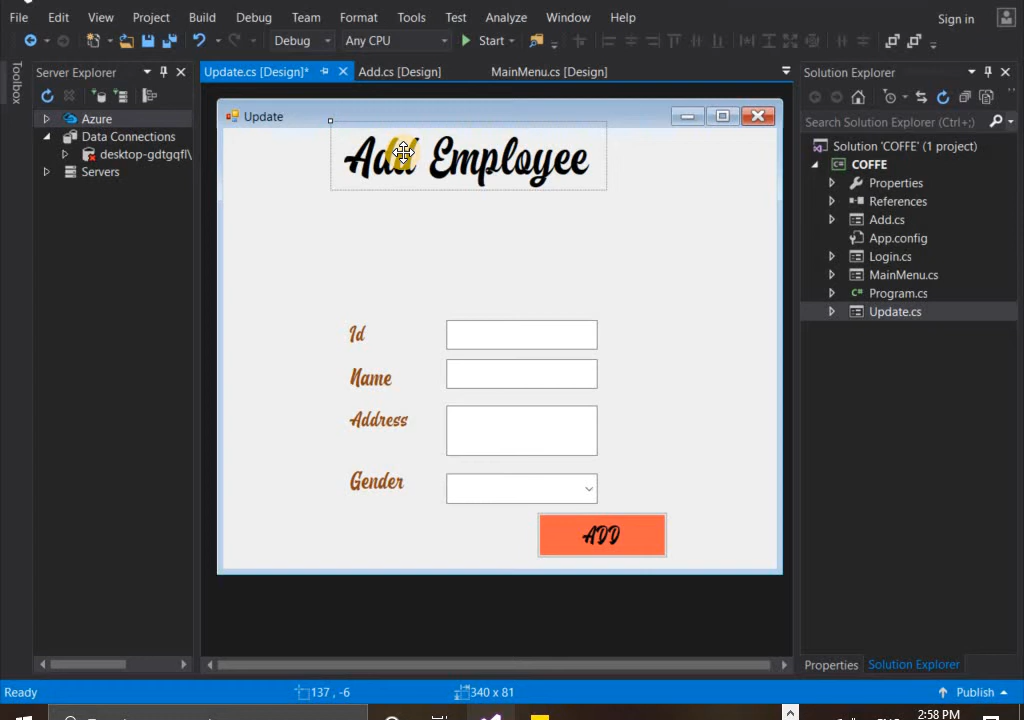 File Edit View Project Build Debug Team Format Tools Test Analyze Window Help Sign in
Debug Any CPU Start
Toolbox
Server Explorer
Azure
Data Connections
desktop-gdtgqfl\
Servers
Update.cs [Design]* Add.cs [Design] MainMenu.cs [Design]
Update
Add Employee
Id
Name
Address
Gender
ADD
Solution Explorer
Search Solution Explorer (Ctrl+;)
Solution 'COFFE' (1 project)
COFFE
Properties
References
Add.cs
App.config
Login.cs
MainMenu.cs
Program.cs
Update.cs
Properties Solution Explorer
Ready 137 , -6 340 x 81 Publish
2:58 PM